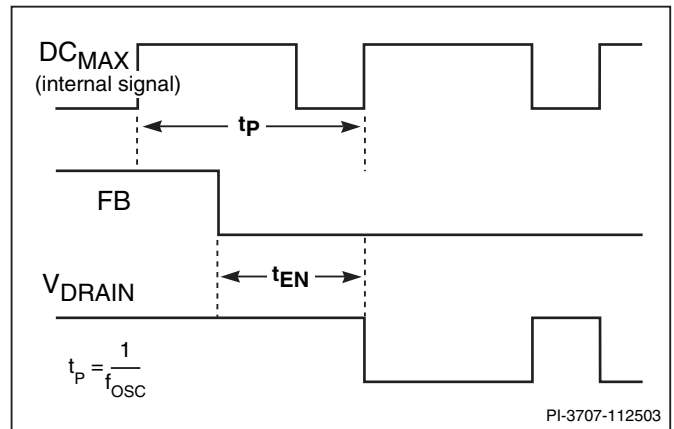 DCMAX
(internal signal)
tP
FB
tEN
VDRAIN
tP = 1/fOSC
PI-3707-112503